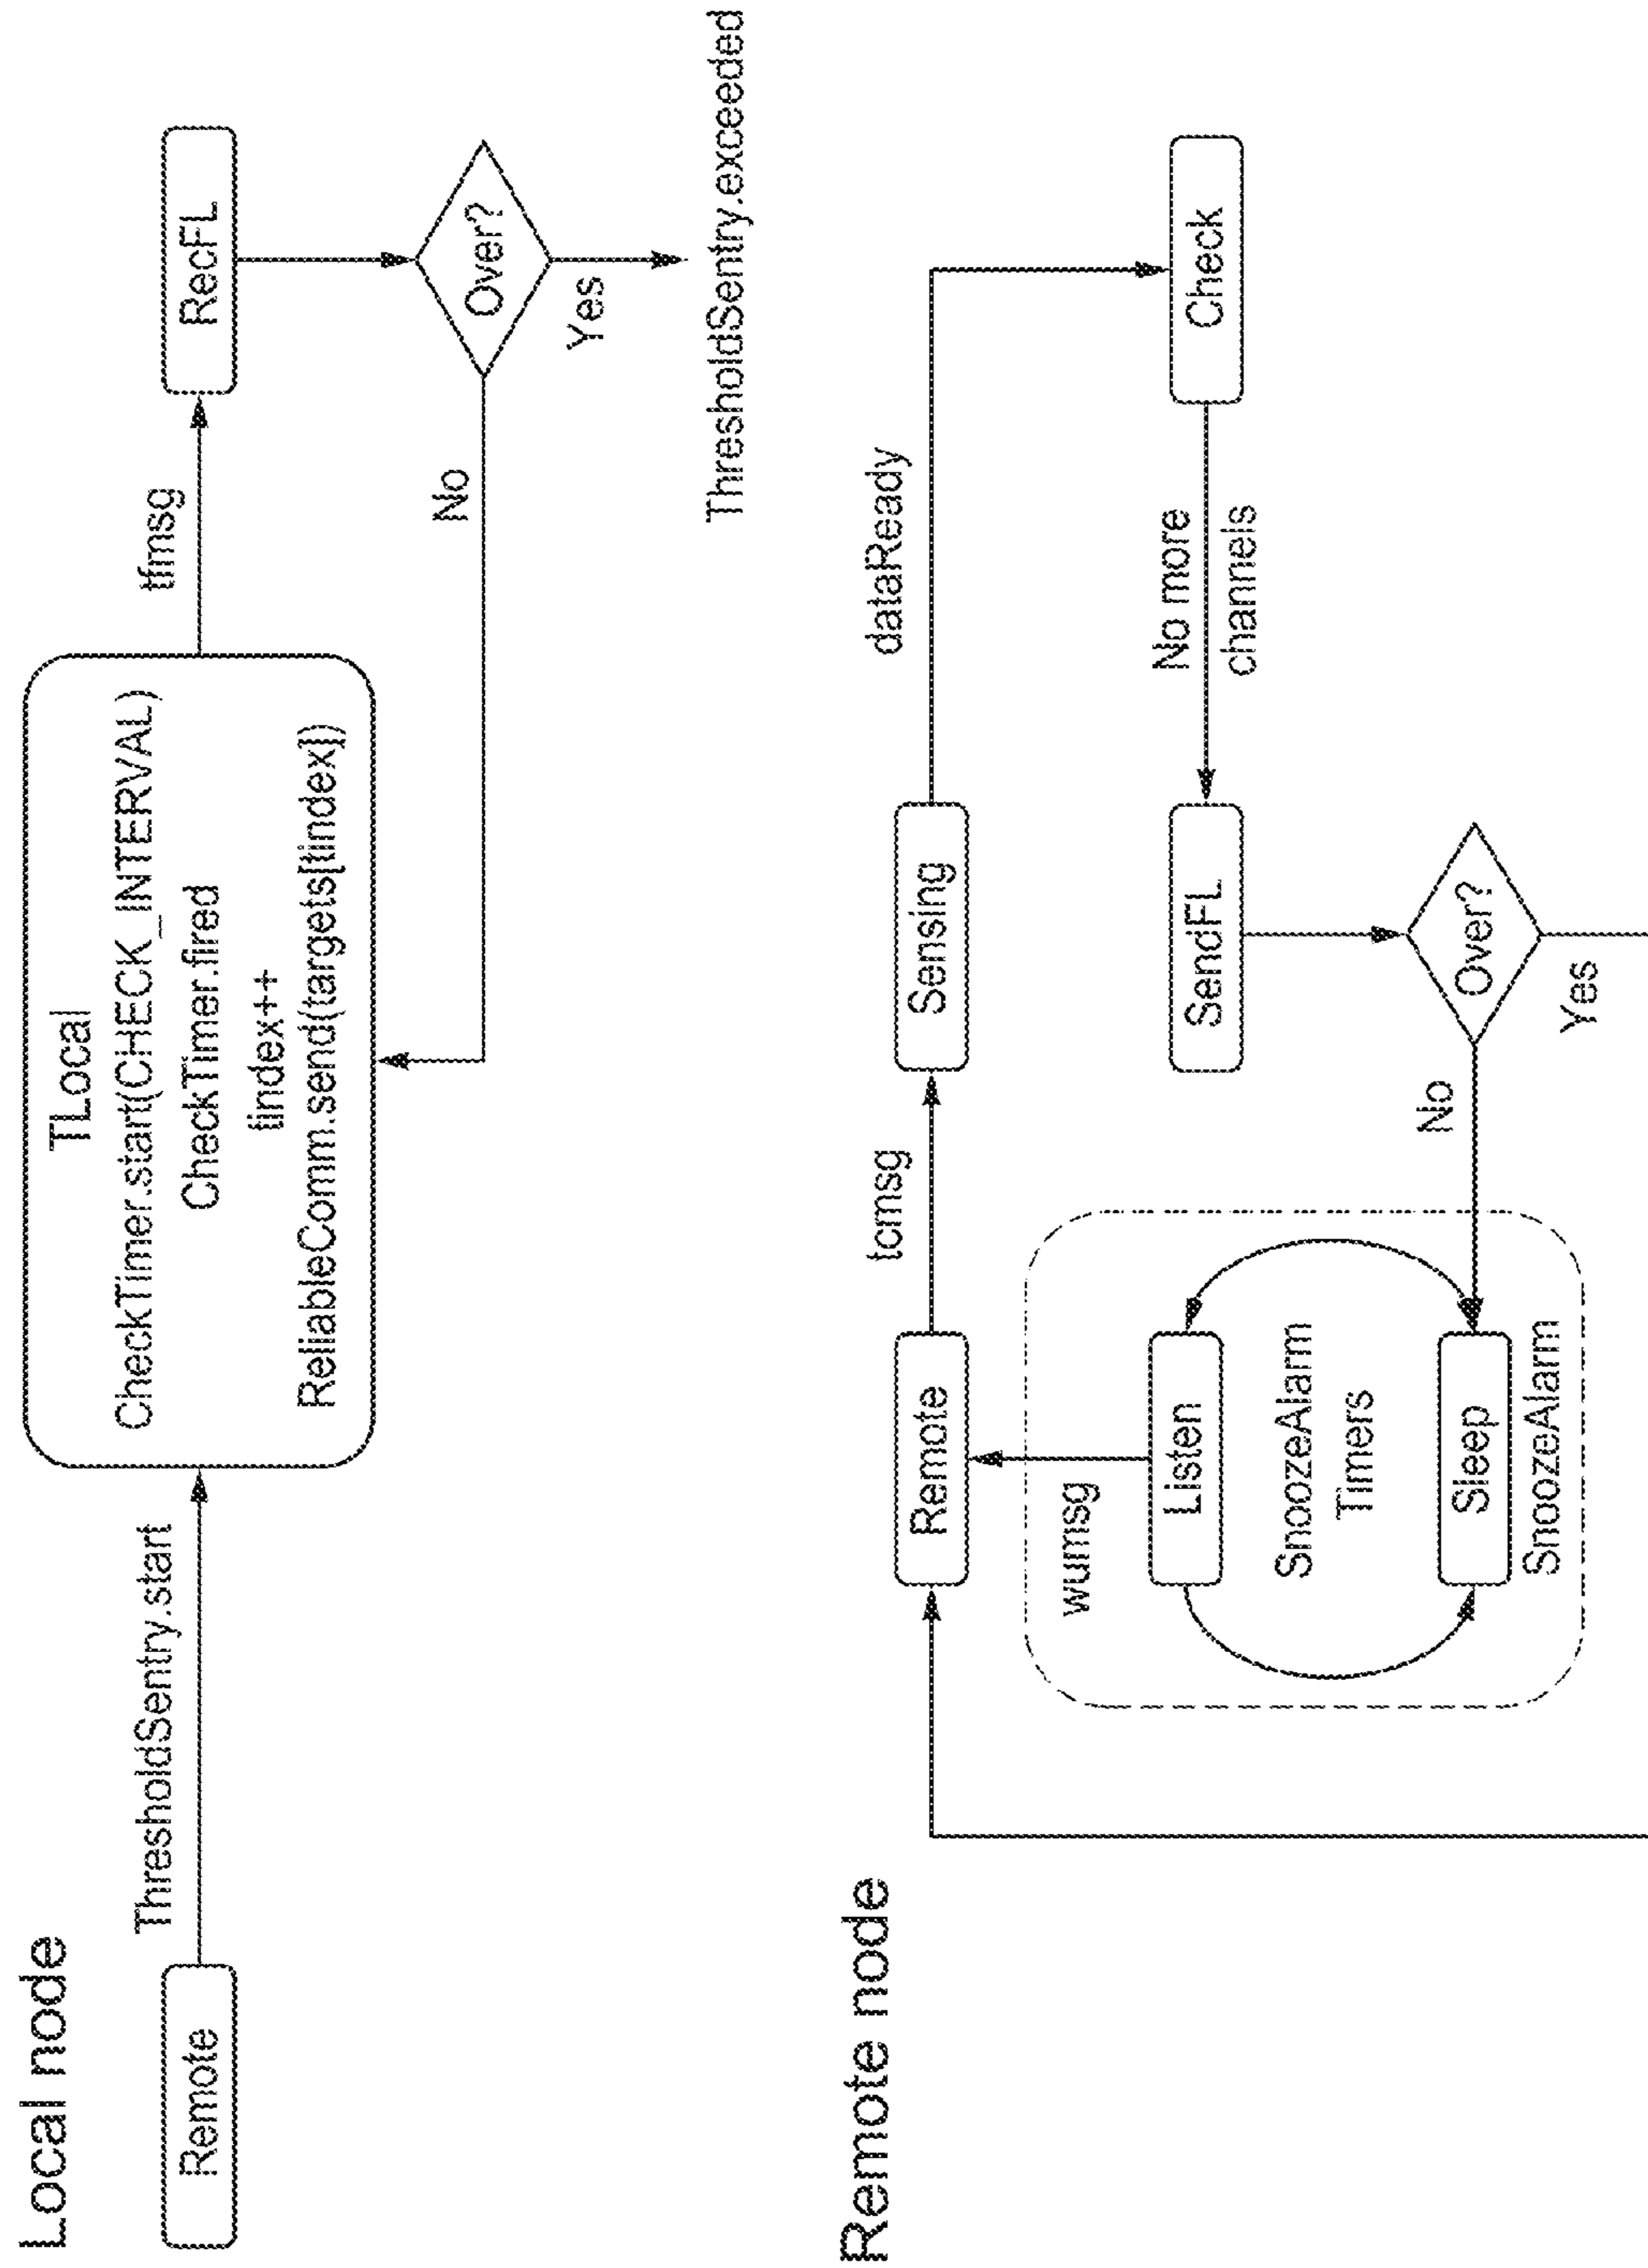 Local node
Remote
ThresholdSentry.start
TLocal
CheckTimer.start(CHECK_INTERVAL)
CheckTimer.fired
tindex++
ReliableComm.send(targets[tindex])
tfmsg
RecFL
Over?
No
Yes
ThresholdSentry.exceeded
Remote node
Remote
tcmsg
Sensing
dataReady
Check
No more
channels
SendFL
Over?
No
Yes
wumsg
Listen
SnoozeAlarm
Timers
Sleep
SnoozeAlarm